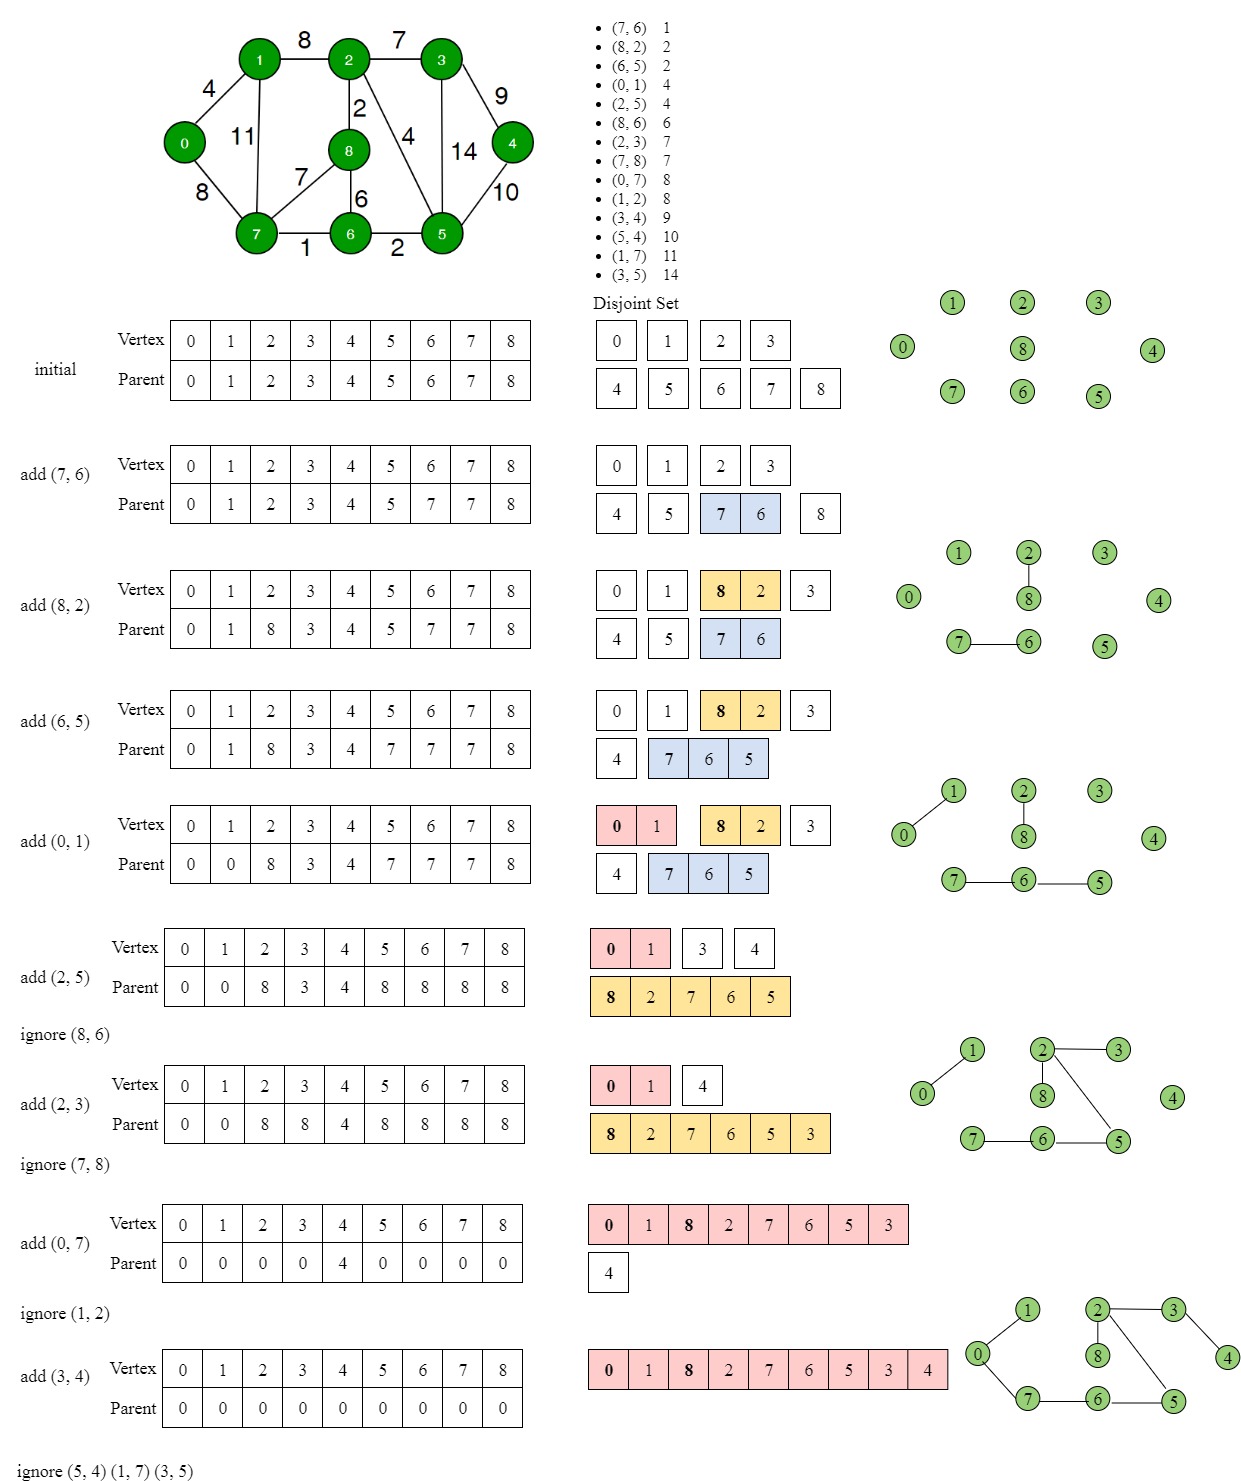 8 7
1 2 3
4 2 9
11 4
0 8 14 4
7
8 6 10
7 6 5
1 2
(7, 6) 1
(8, 2) 2
(6, 5) 2
(0, 1) 4
(2, 5) 4
(8, 6) 6
(2, 3) 7
(7, 8) 7
(0, 7) 8
(1, 2) 8
(3, 4) 9
(5, 4) 10
(1, 7) 11
(3, 5) 14
Disjoint Set
initial
Vertex 0 1 2 3 4 5 6 7 8
Parent 0 1 2 3 4 5 6 7 8
0 1 2 3
4 5 6 7 8
1 2 3
0 8 4
7 6 5
add (7, 6)
Vertex 0 1 2 3 4 5 6 7 8
Parent 0 1 2 3 4 5 7 7 8
0 1 2 3
4 5 7 6 8
add (8, 2)
Vertex 0 1 2 3 4 5 6 7 8
Parent 0 1 8 3 4 5 7 7 8
0 1 8 2 3
4 5 7 6
1 2 3
0 8 4
7 6 5
add (6, 5)
Vertex 0 1 2 3 4 5 6 7 8
Parent 0 1 8 3 4 7 7 7 8
0 1 8 2 3
4 7 6 5
add (0, 1)
Vertex 0 1 2 3 4 5 6 7 8
Parent 0 0 8 3 4 7 7 7 8
0 1 8 2 3
4 7 6 5
1 2 3
0 8 4
7 6 5
add (2, 5)
Vertex 0 1 2 3 4 5 6 7 8
Parent 0 0 8 3 4 8 8 8 8
0 1 3 4
8 2 7 6 5
ignore (8, 6)
add (2, 3)
Vertex 0 1 2 3 4 5 6 7 8
Parent 0 0 8 8 4 8 8 8 8
0 1 4
8 2 7 6 5 3
1 2 3
0 8 4
7 6 5
ignore (7, 8)
add (0, 7)
Vertex 0 1 2 3 4 5 6 7 8
Parent 0 0 0 0 4 0 0 0 0
0 1 8 2 7 6 5 3
4
ignore (1, 2)
add (3, 4)
Vertex 0 1 2 3 4 5 6 7 8
Parent 0 0 0 0 0 0 0 0 0
0 1 8 2 7 6 5 3 4
1 2 3
0 8 4
7 6 5
ignore (5, 4) (1, 7) (3, 5)